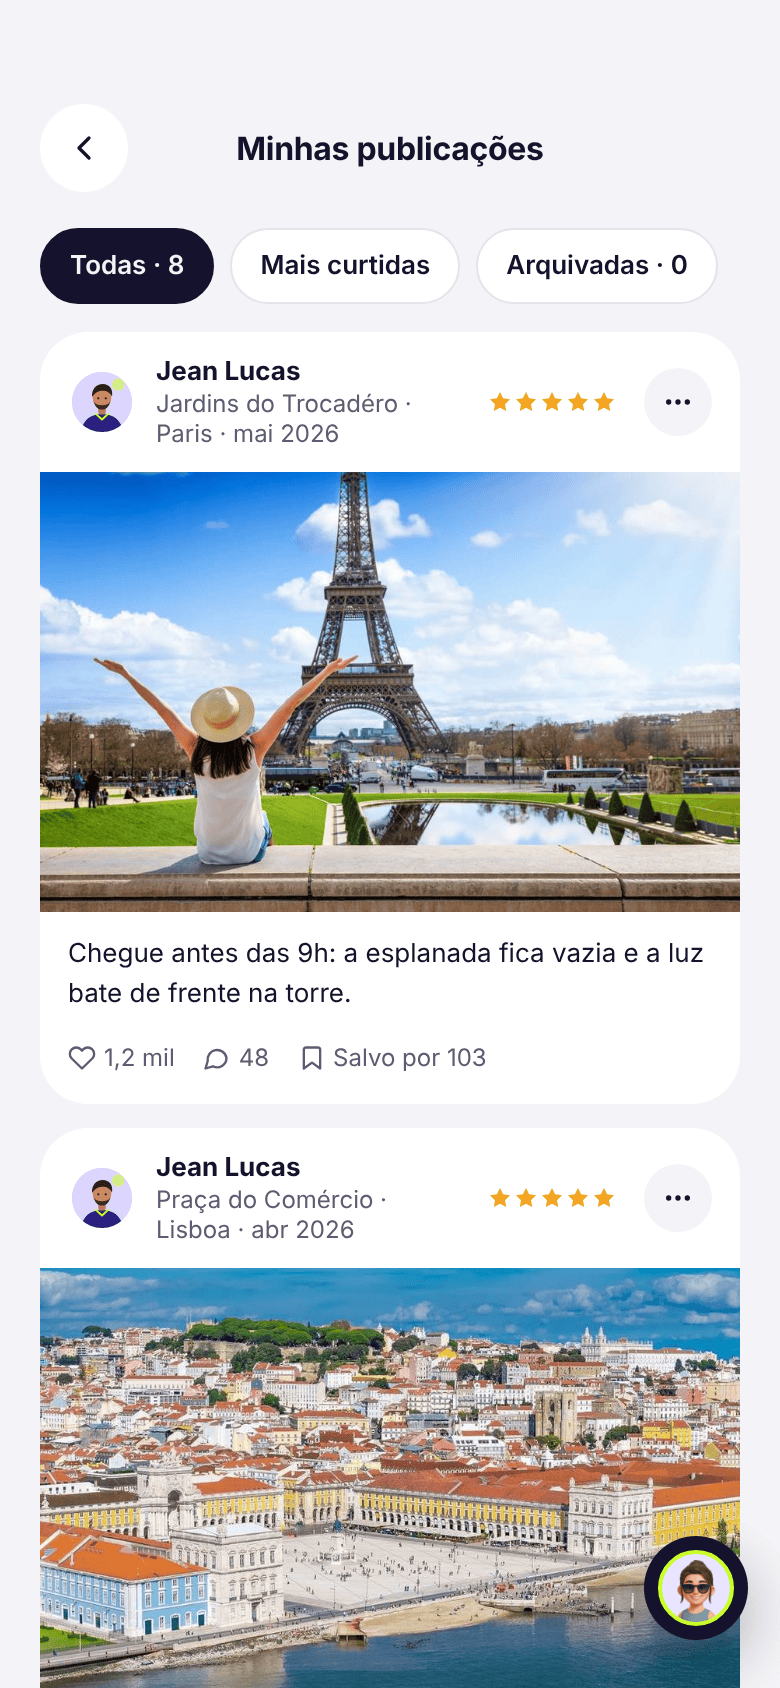 Minhas publicações
Todas · 8
Mais curtidas
Arquivadas · 0
Jean Lucas
Jardins do Trocadéro ·
Paris · mai 2026
Chegue antes das 9h: a esplanada fica vazia e a luz
bate de frente na torre.
1,2 mil
48
Salvo por 103
Jean Lucas
Praça do Comércio ·
Lisboa · abr 2026